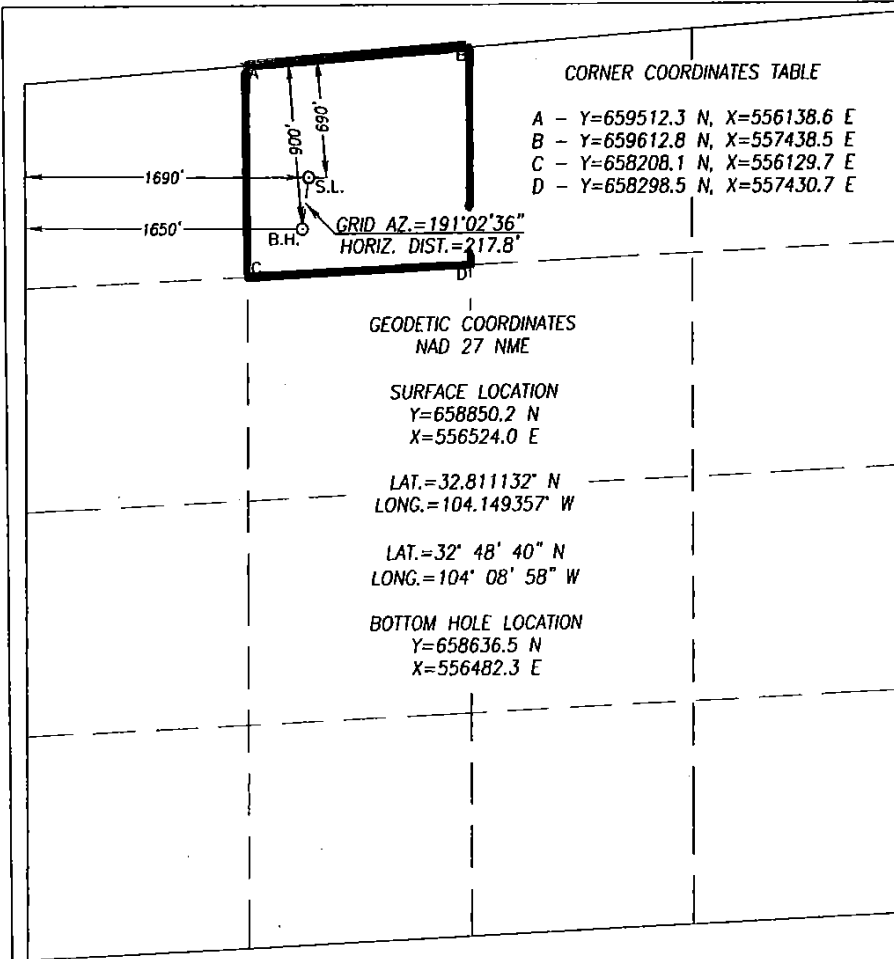 A
B
CORNER COORDINATES TABLE
A - Y=659512.3 N, X=556138.6 E
B - Y=659612.8 N, X=557438.5 E
C - Y=658208.1 N, X=556129.7 E
D - Y=658298.5 N, X=557430.7 E
900'
690'
1690'
S.L.
1650'
B.H.
GRID AZ.=191°02'36"
HORIZ. DIST.=217.8'
C
D
GEODETIC COORDINATES
NAD 27 NME
SURFACE LOCATION
Y=658850.2 N
X=556524.0 E
LAT.=32.811132° N
LONG.=104.149357° W
LAT.=32° 48' 40" N
LONG.=104° 08' 58" W
BOTTOM HOLE LOCATION
Y=658636.5 N
X=556482.3 E